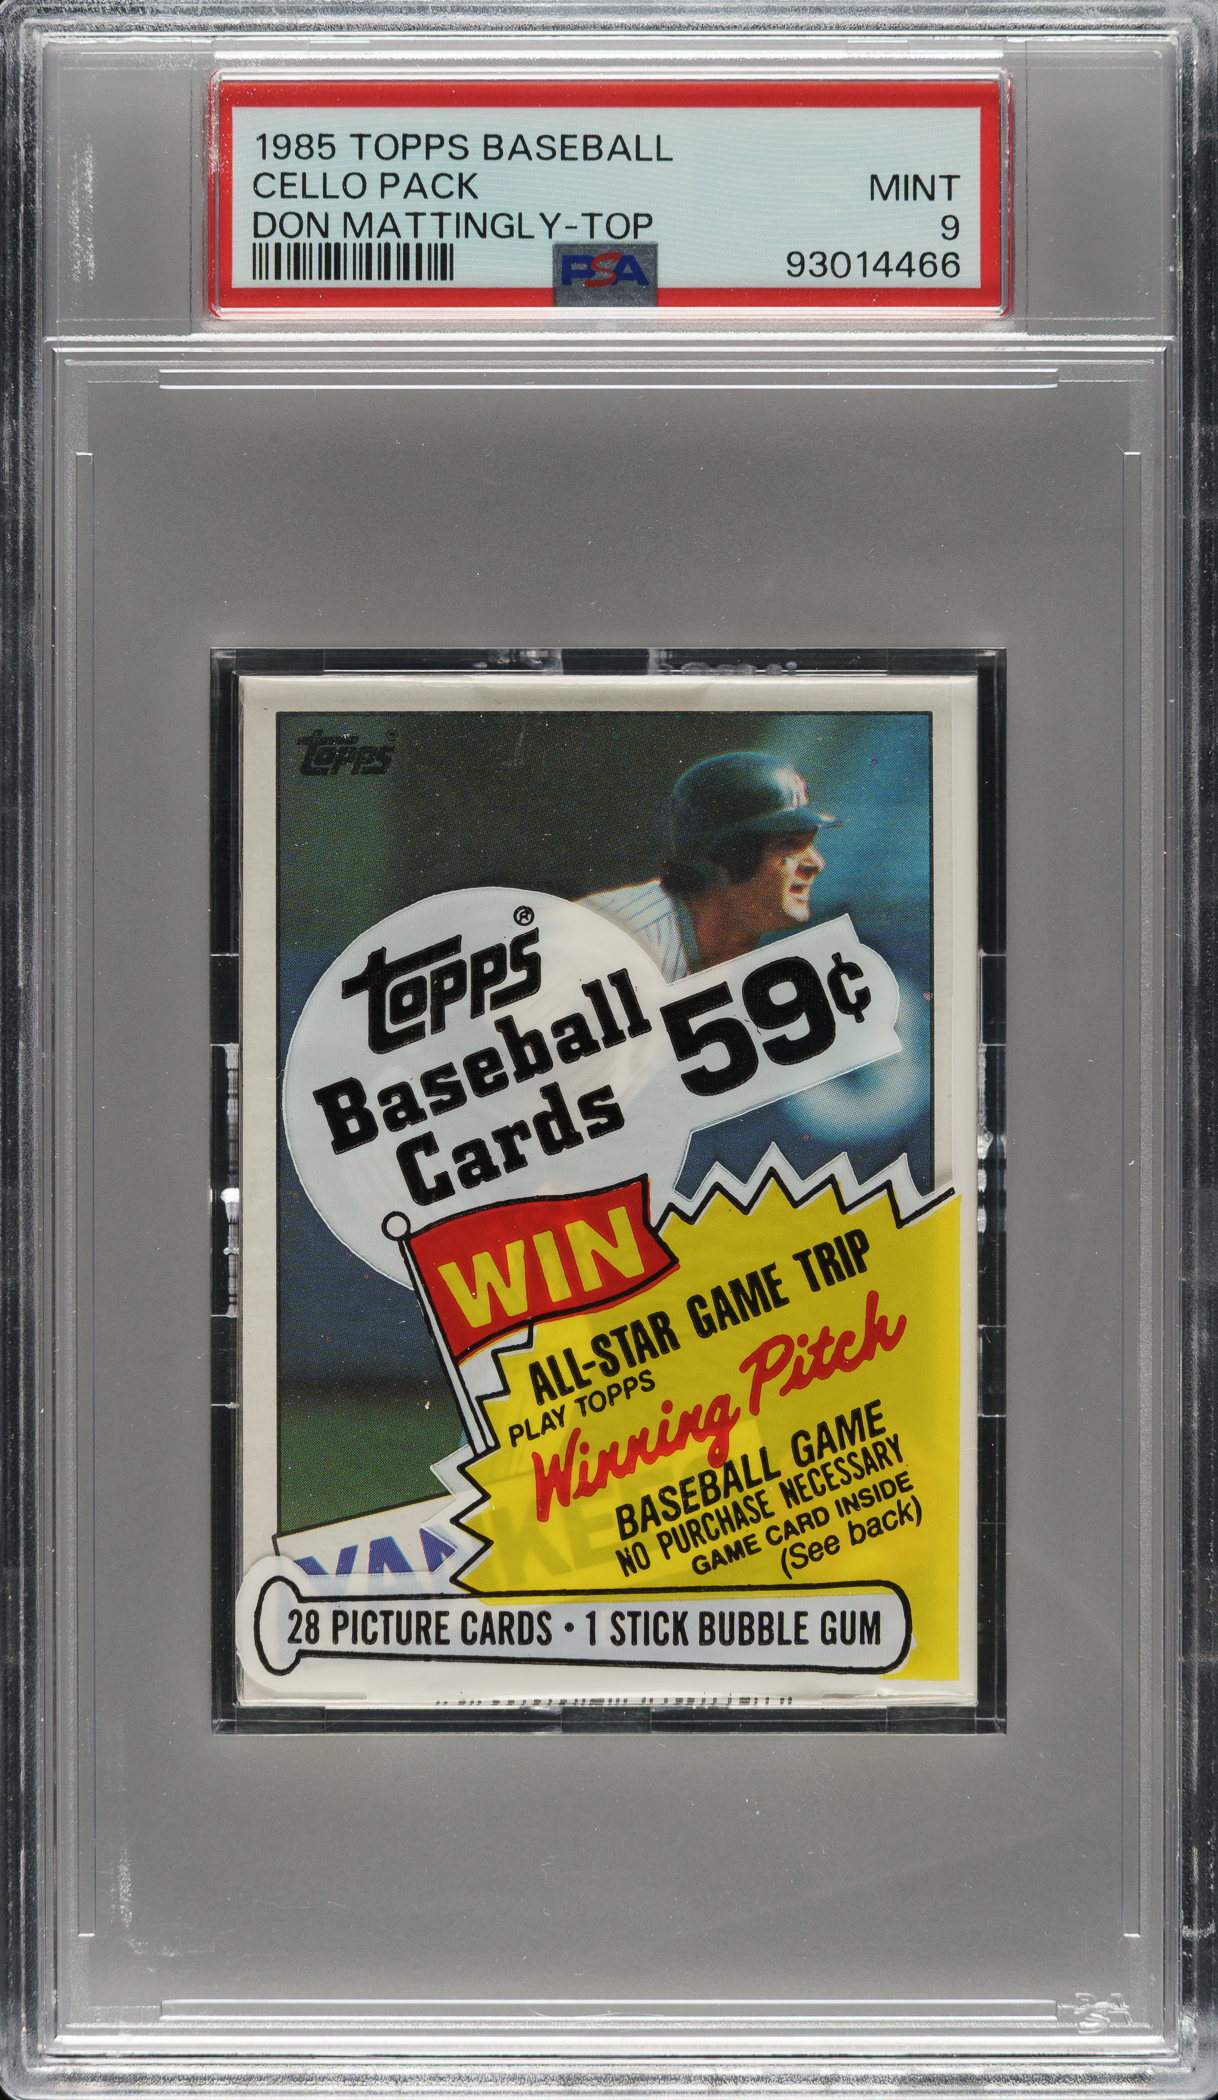 1985 TOPPS BASEBALL
CELLO PACK
MINT
DON MATTINGLY-TOP
9
PSA
93014466
topps
topps®
Baseball
Cards
59¢
WIN
ALL-STAR GAME TRIP
PLAY TOPPS
Winning Pitch
BASEBALL GAME
NO PURCHASE NECESSARY
GAME CARD INSIDE
(See back)
YANKEES
28 PICTURE CARDS • 1 STICK BUBBLE GUM
PSA